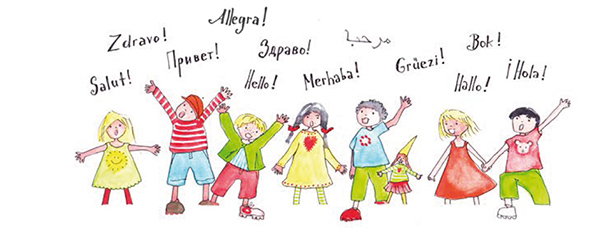 Allegra!
Zdravo!
Привет!
Здраво!
مرحبا
Bok!
Salut!
Hello!
Merhaba!
Grüezi!
Hallo!
¡Hola!